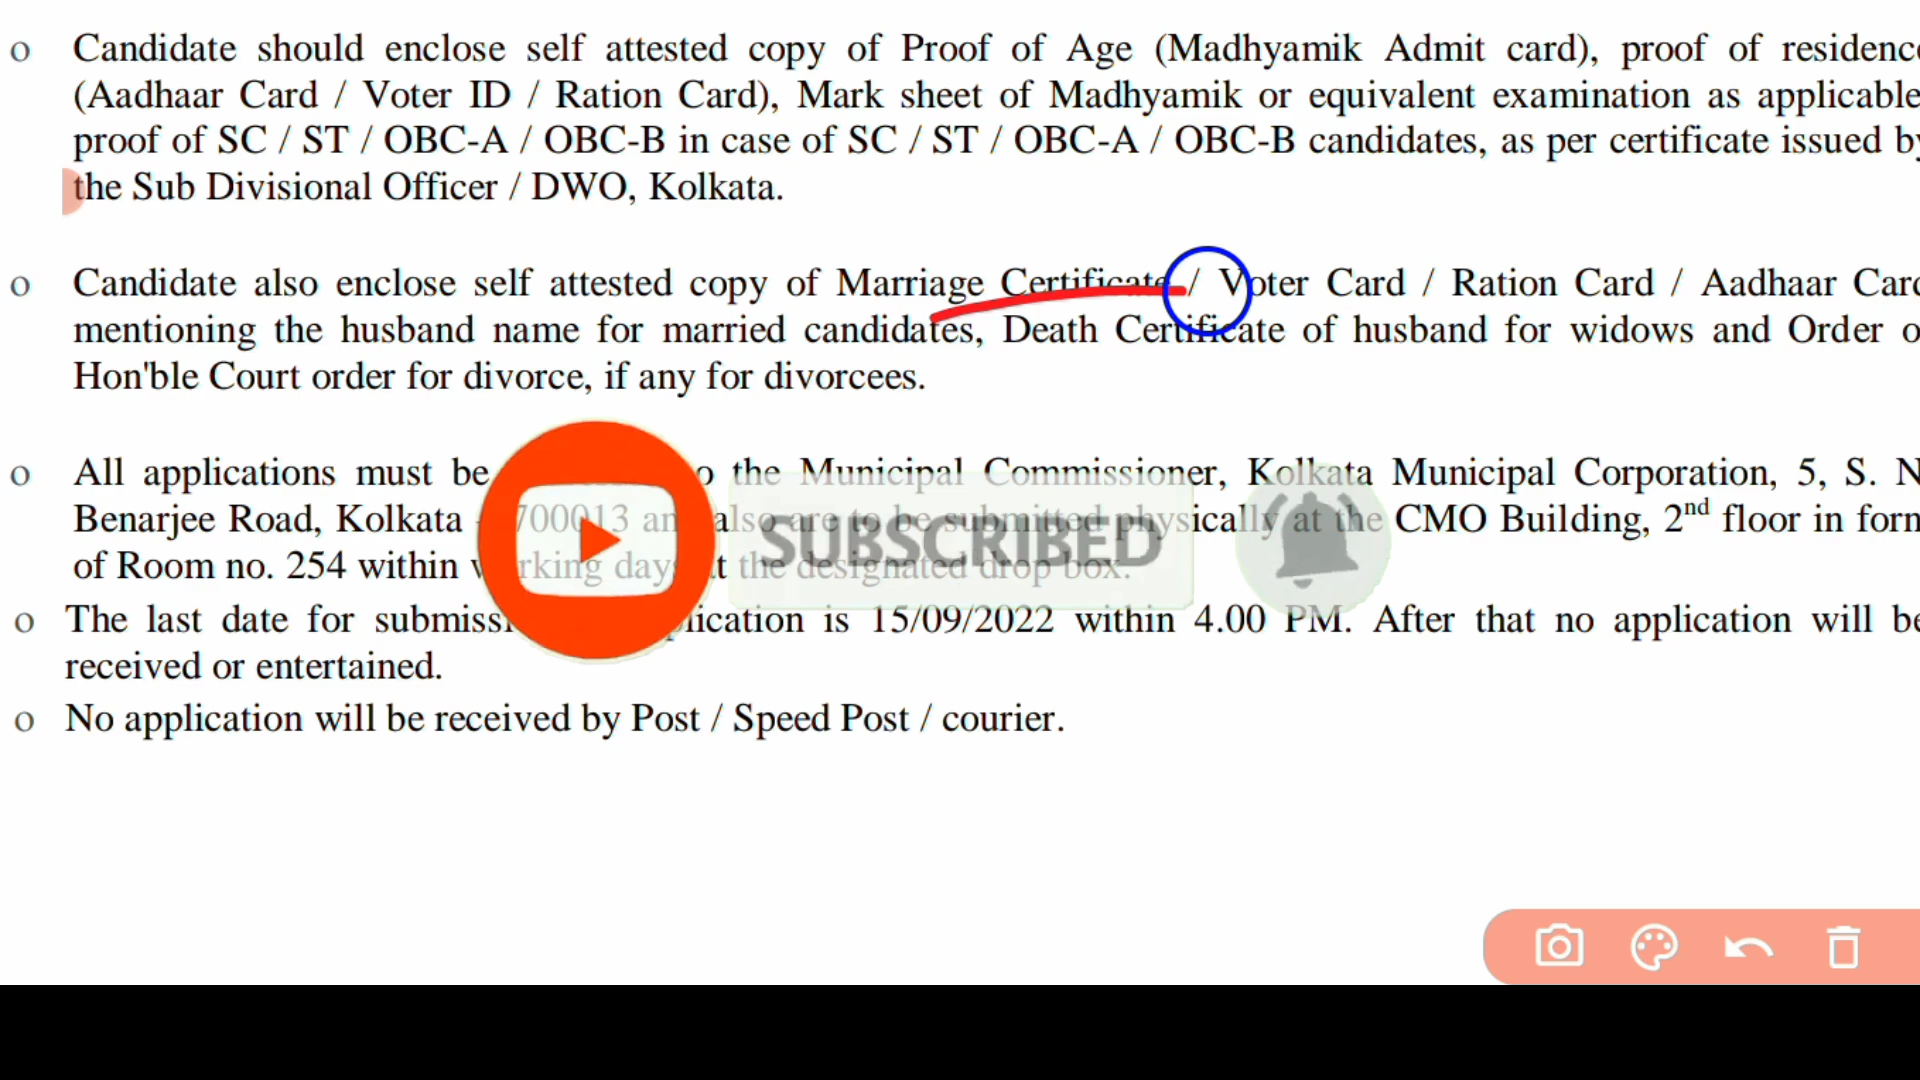 o Candidate should enclose self attested copy of Proof of Age (Madhyamik Admit card), proof of residence
(Aadhaar Card / Voter ID / Ration Card), Mark sheet of Madhyamik or equivalent examination as applicable
proof of SC / ST / OBC-A / OBC-B in case of SC / ST / OBC-A / OBC-B candidates, as per certificate issued by
the Sub Divisional Officer / DWO, Kolkata.
o Candidate also enclose self attested copy of Marriage Certificate / Voter Card / Ration Card / Aadhaar Card
mentioning the husband name for married candidates, Death Certificate of husband for widows and Order o
Hon'ble Court order for divorce, if any for divorcees.
o All applications must be the Municipal Commissioner, Kolkata Municipal Corporation, 5, S. N
Benarjee Road, Kolkata 700013 also are to be submitted physically at the CMO Building, 2nd floor in
of Room no. 254 within working days at the designated drop box.
SUBSCRIBED
o The last date for is 15/09/2022 within 4.00 PM. After that no application will be
received or entertained.
o No application will be received by Post / Speed Post / courier.